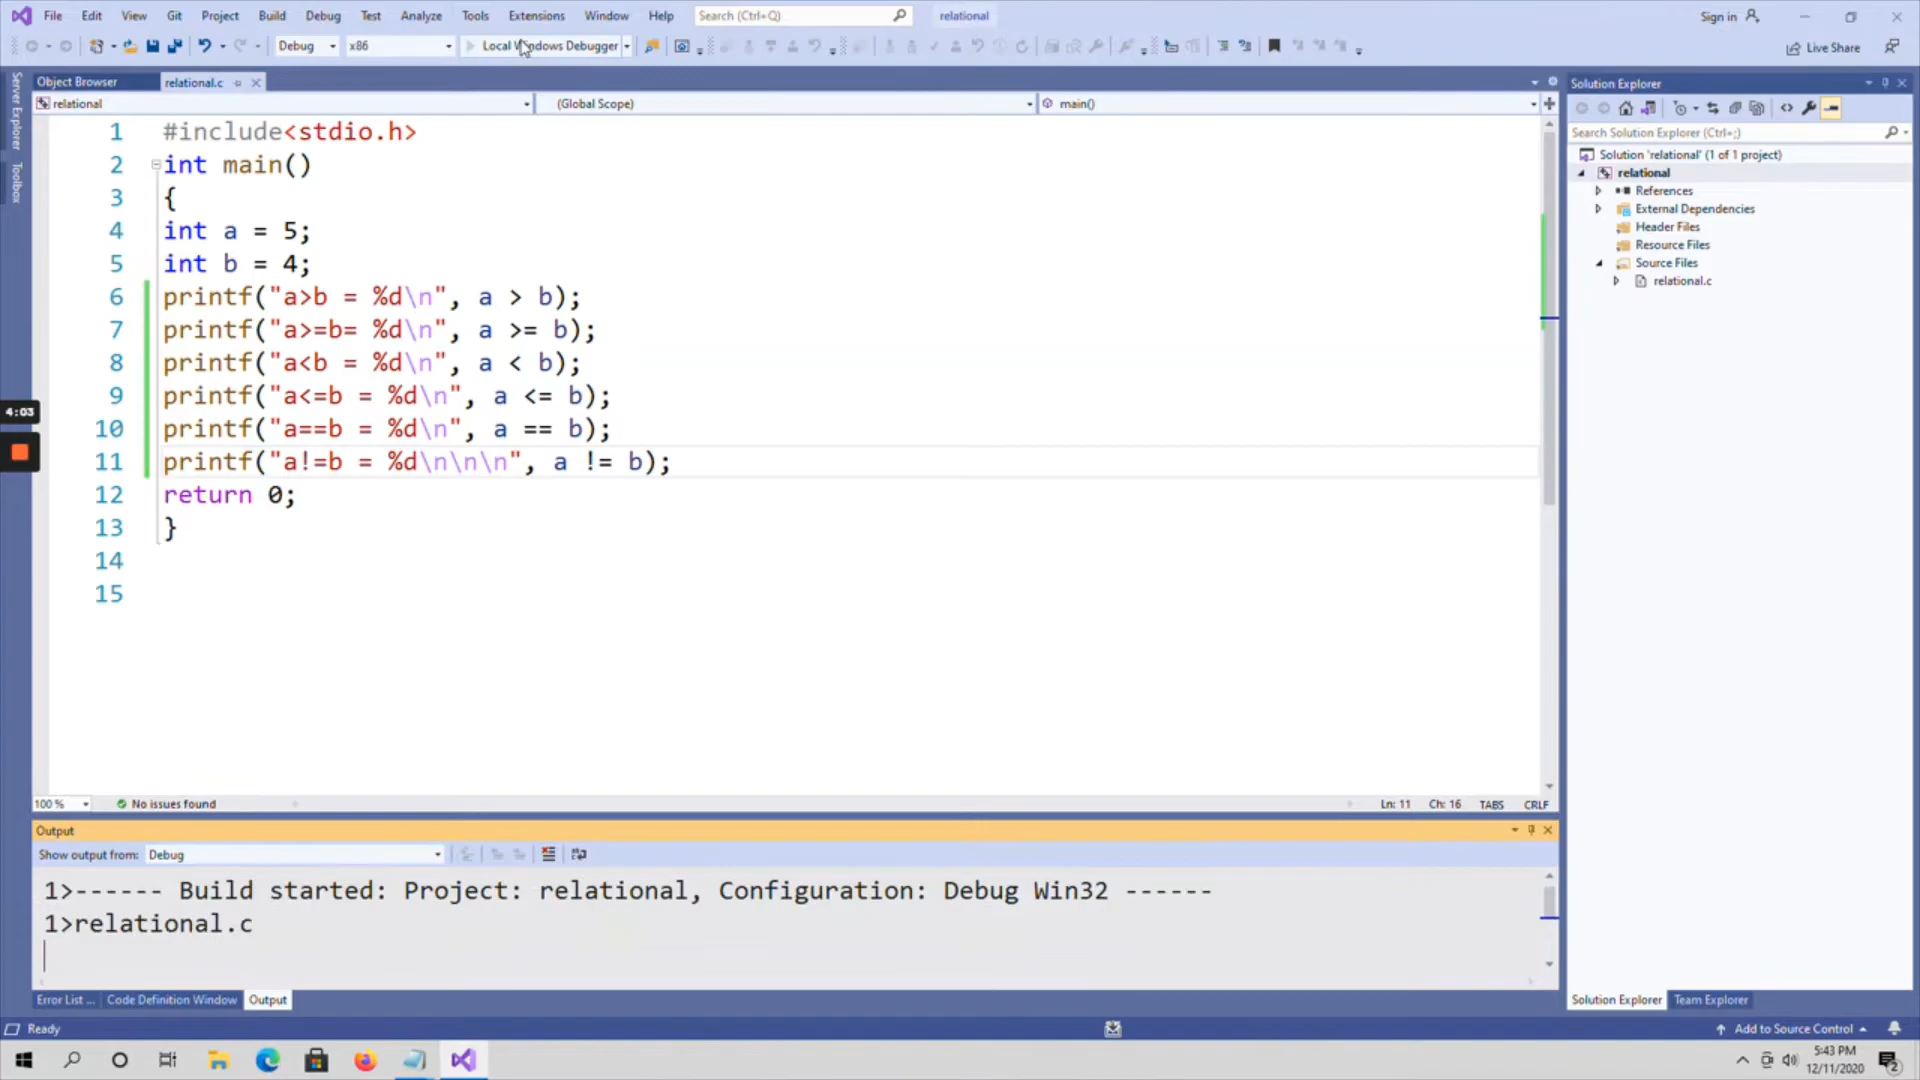 File Edit View Git Project Build Debug Test Analyze Tools Extensions Window Help Search (Ctrl+Q) relational Sign in
Debug x86 Local Windows Debugger Live Share
Server Explorer
Toolbox
Object Browser relational.c
relational (Global Scope) main()
1 #include<stdio.h>
2 int main()
3 {
4 int a = 5;
5 int b = 4;
6 printf("a>b = %d\n", a > b);
7 printf("a>=b= %d\n", a >= b);
8 printf("a<b = %d\n", a < b);
9 printf("a<=b = %d\n", a <= b);
10 printf("a==b = %d\n", a == b);
11 printf("a!=b = %d\n\n\n", a != b);
12 return 0;
13 }
14
15
4:03
100 % No issues found Ln: 11 Ch: 16 TABS CRLF
Output
Show output from: Debug
1>------ Build started: Project: relational, Configuration: Debug Win32 ------
1>relational.c
Error List ... Code Definition Window Output
Solution Explorer
Search Solution Explorer (Ctrl+;)
Solution 'relational' (1 of 1 project)
relational
References
External Dependencies
Header Files
Resource Files
Source Files
relational.c
Solution Explorer Team Explorer
Ready Add to Source Control
5:43 PM
12/11/2020
2